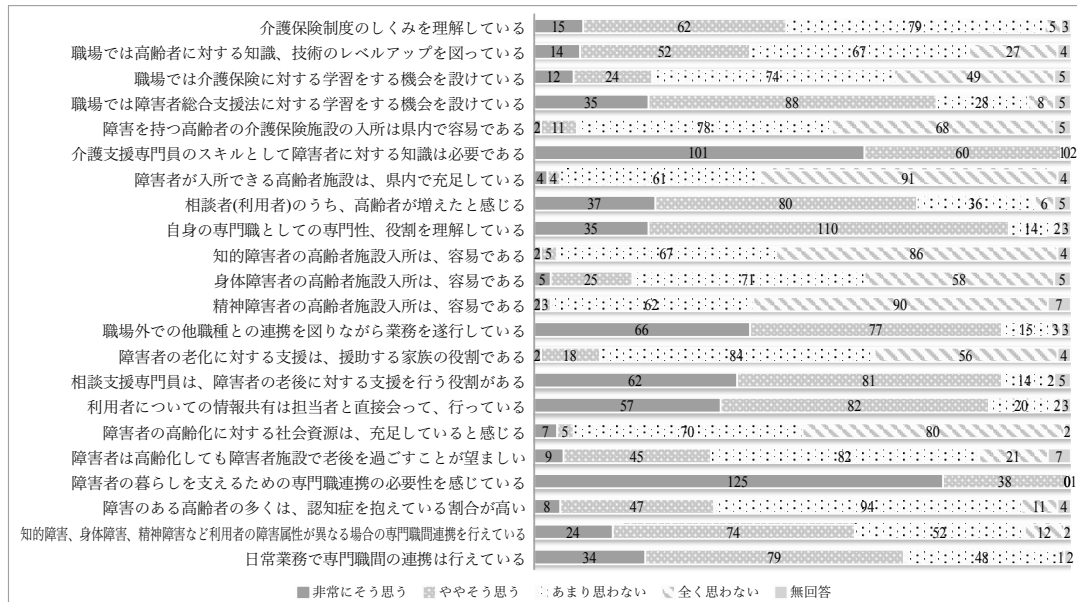 介護保険制度のしくみを理解している 15 62 79 5 3
職場では高齢者に対する知識、技術のレベルアップを図っている 14 52 67 27 4
職場では介護保険に対する学習をする機会を設けている 12 24 74 49 5
職場では障害者総合支援法に対する学習をする機会を設けている 35 88 28 8 5
障害を持つ高齢者の介護保険施設の入所は県内で容易である 2 11 78 68 5
介護支援専門員のスキルとして障害者に対する知識は必要である 101 60 1 0 2
障害者が入所できる高齢者施設は、県内で充足している 4 4 61 91 4
相談者(利用者)のうち、高齢者が増えたと感じる 37 80 36 6 5
自身の専門職としての専門性、役割を理解している 35 110 14 2 3
知的障害者の高齢者施設入所は、容易である 2 5 67 86 4
身体障害者の高齢者施設入所は、容易である 5 25 71 58 5
精神障害者の高齢者施設入所は、容易である 2 3 62 90 7
職場外での他職種との連携を図りながら業務を遂行している 66 77 15 3 3
障害者の老化に対する支援は、援助する家族の役割である 2 18 84 56 4
相談支援専門員は、障害者の老後に対する支援を行う役割がある 62 81 14 2 5
利用者についての情報共有は担当者と直接会って、行っている 57 82 20 2 3
障害者の高齢化に対する社会資源は、充足していると感じる 7 5 70 80 2
障害者は高齢化しても障害者施設で老後を過ごすことが望ましい 9 45 82 21 7
障害者の暮らしを支えるための専門職連携の必要性を感じている 125 38 0 1
障害のある高齢者の多くは、認知症を抱えている割合が高い 8 47 94 11 4
知的障害、身体障害、精神障害など利用者の障害属性が異なる場合の専門職間連携を行えている 24 74 52 12 2
日常業務で専門職間の連携は行えている 34 79 48 1 2
非常にそう思う ややそう思う あまり思わない 全く思わない 無回答